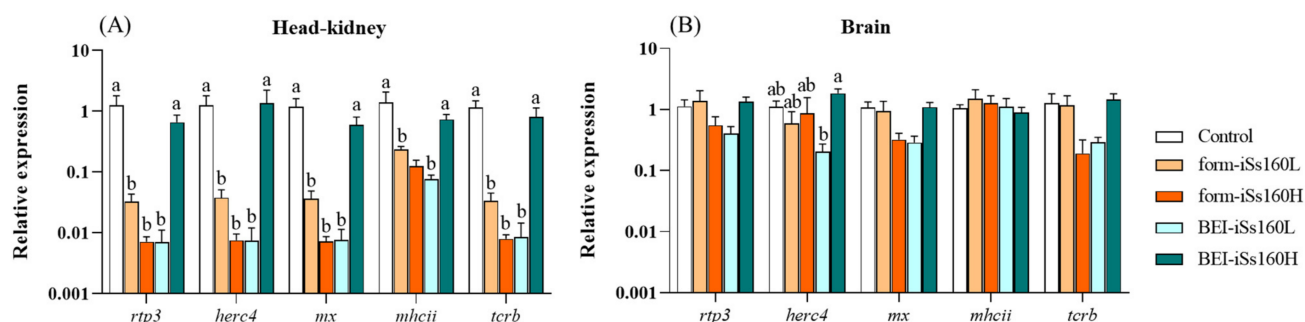 (A)
Head-kidney
Relative expression
10
1
0.1
0.01
0.001
a
b
b
b
a
a
b
b
b
a
a
b
b
b
a
a
b
b
b
a
a
b
b
b
a
rtp3
herc4
mx
mhcii
tcrb
(B)
Brain
Relative expression
10
1
0.1
0.01
0.001
ab
ab
ab
b
a
rtp3
herc4
mx
mhcii
tcrb
Control
form-iSs160L
form-iSs160H
BEI-iSs160L
BEI-iSs160H